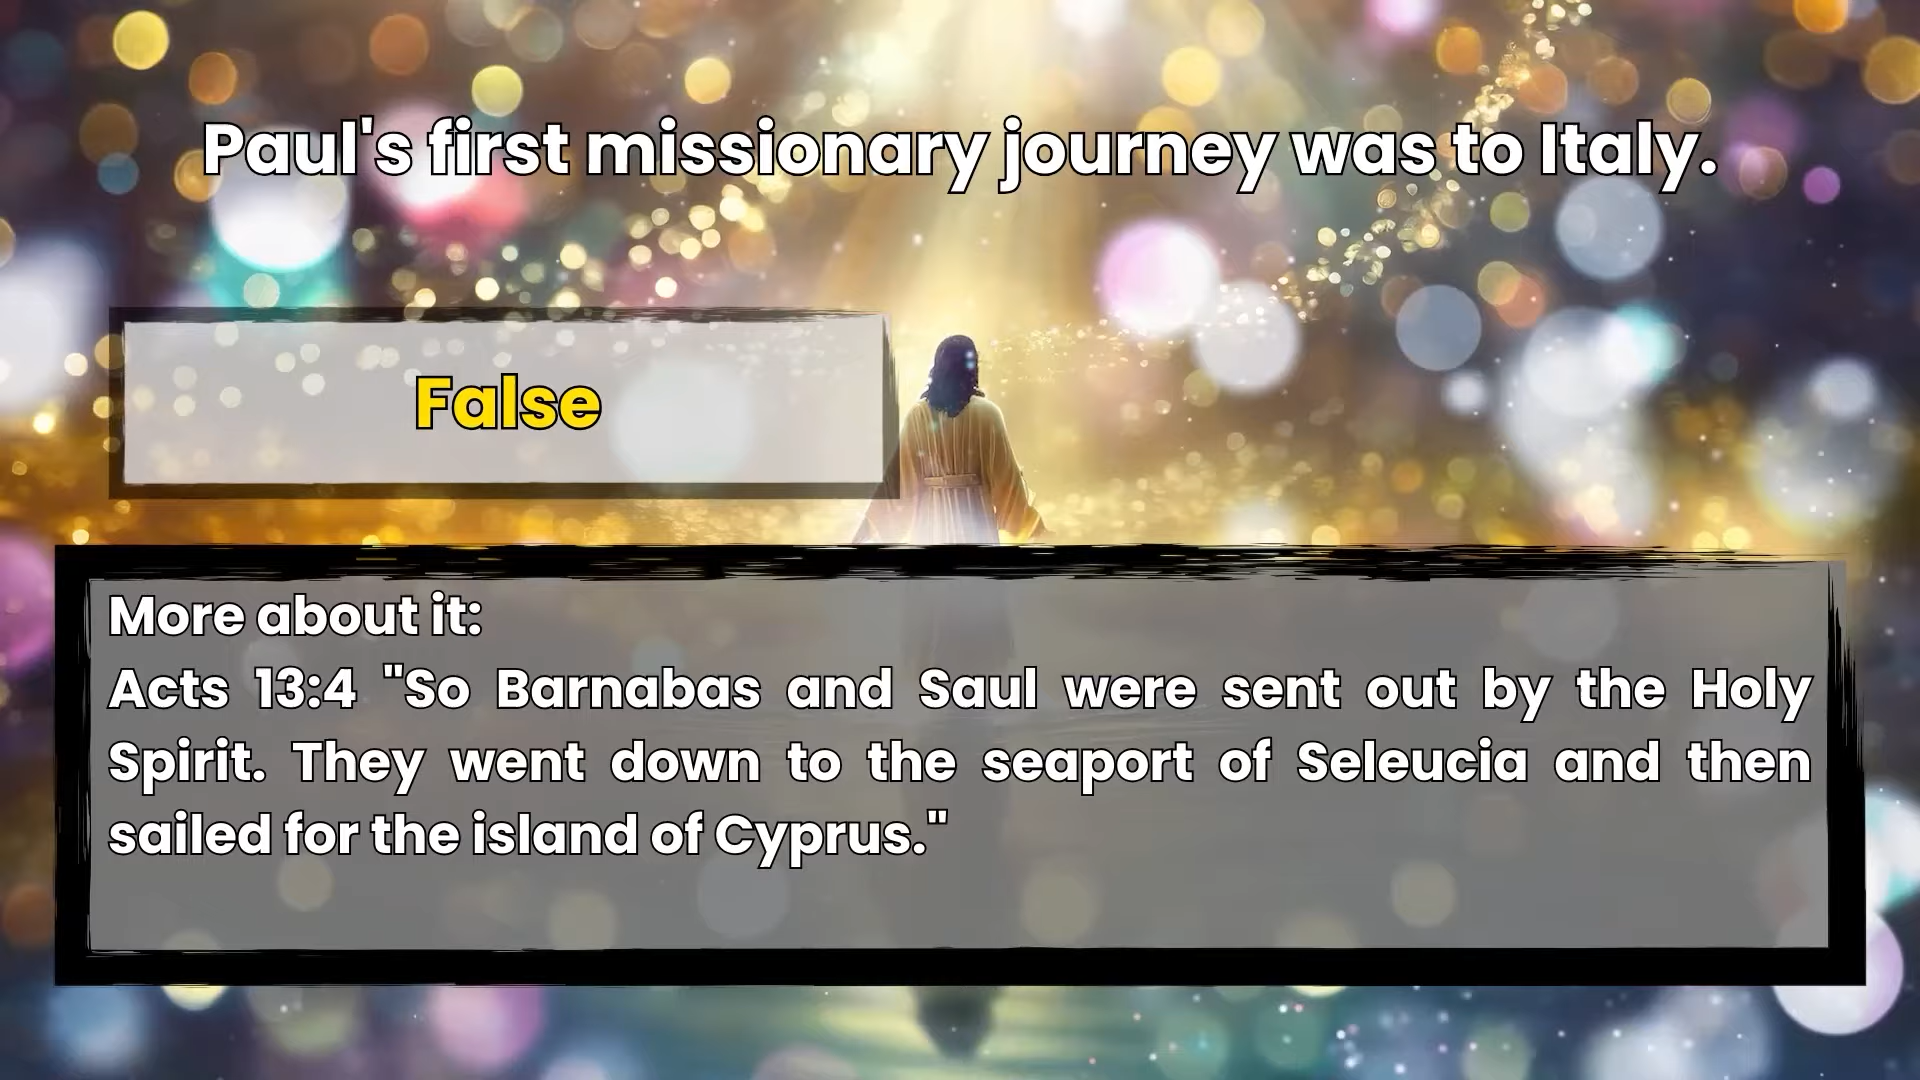 Paul's first missionary journey was to Italy.
False
More about it:
Acts 13:4 "So Barnabas and Saul were sent out by the Holy
Spirit. They went down to the seaport of Seleucia and then
sailed for the island of Cyprus."